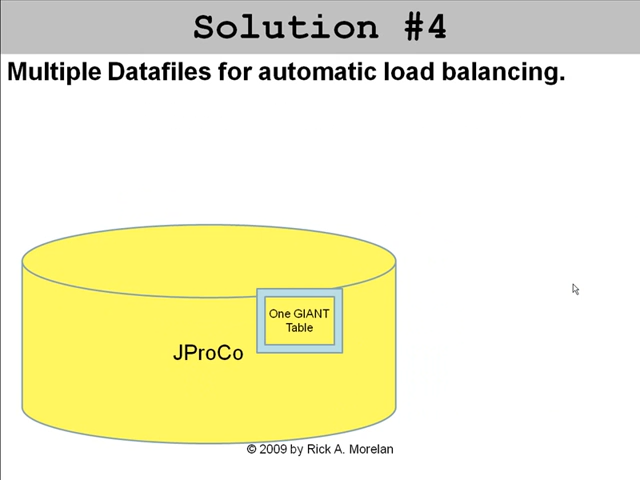 Solution #4
Multiple Datafiles for automatic load balancing.
One GIANT
Table
JProCo
© 2009 by Rick A. Morelan